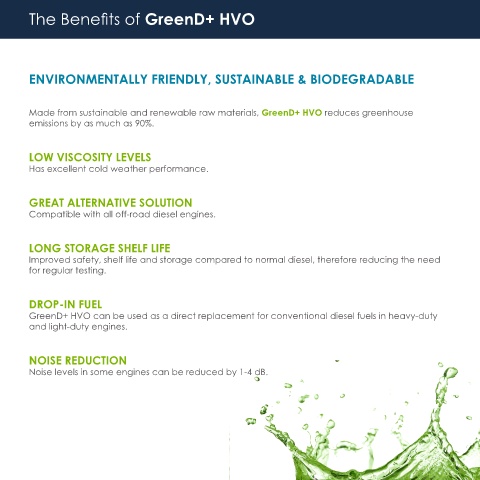 The Benefits of GreenD+ HVO
ENVIRONMENTALLY FRIENDLY, SUSTAINABLE & BIODEGRADABLE
Made from sustainable and renewable raw materials, GreenD+ HVO reduces greenhouse
emissions by as much as 90%.
LOW VISCOSITY LEVELS
Has excellent cold weather performance.
GREAT ALTERNATIVE SOLUTION
Compatible with all off-road diesel engines.
LONG STORAGE SHELF LIFE
Improved safety, shelf life and storage compared to normal diesel, therefore reducing the need
for regular testing.
DROP-IN FUEL
GreenD+ HVO can be used as a direct replacement for conventional diesel fuels in heavy-duty
and light-duty engines.
NOISE REDUCTION
Noise levels in some engines can be reduced by 1-4 dB.